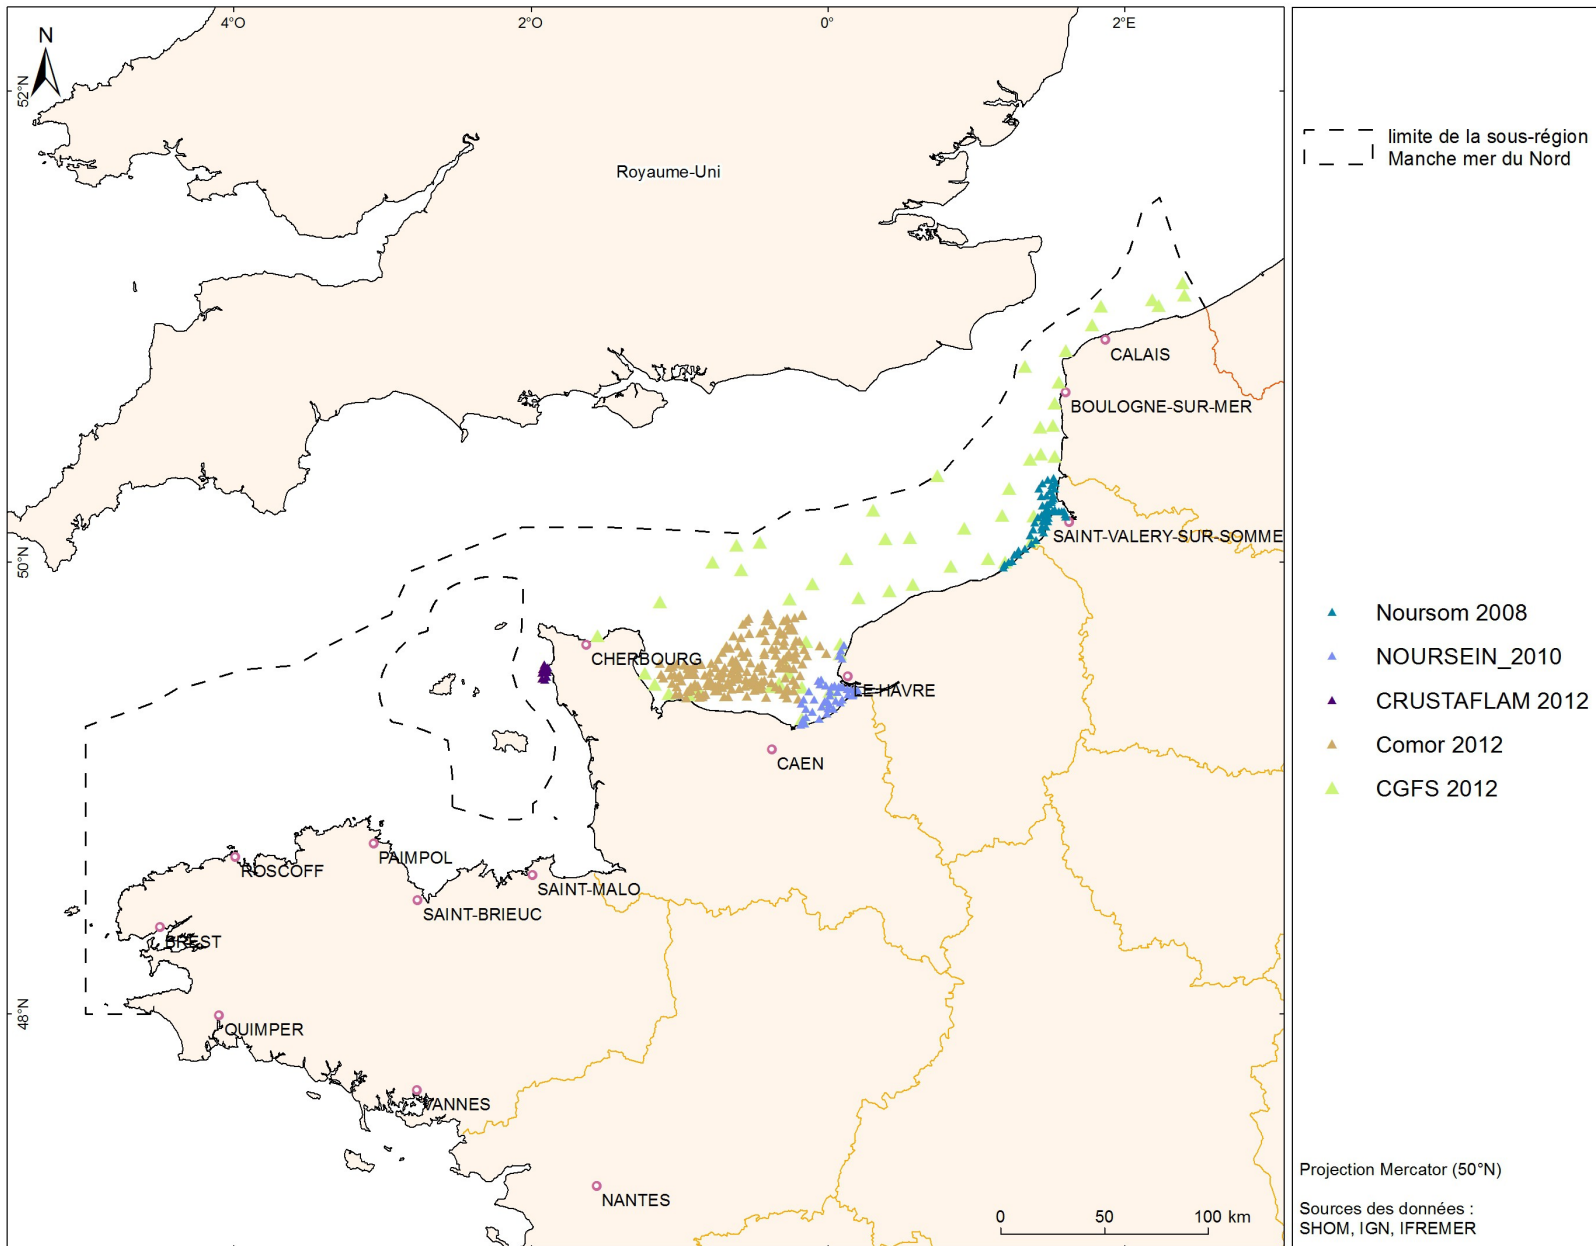 4°O
2°O
0°
2°E
N
52°N
Royaume-Uni
limite de la sous-région
Manche mer du Nord
CALAIS
BOULOGNE-SUR-MER
SAINT-VALERY-SUR-SOMME
50°N
Noursom 2008
CHERBOURG
NOURSEIN_2010
LE HAVRE
CRUSTAFLAM 2012
Comor 2012
CAEN
CGFS 2012
PAIMPOL
ROSCOFF
SAINT-MALO
SAINT-BRIEUC
BREST
48°N
QUIMPER
VANNES
NANTES
Projection Mercator (50°N)
Sources des données :
SHOM, IGN, IFREMER
0 50 100 km